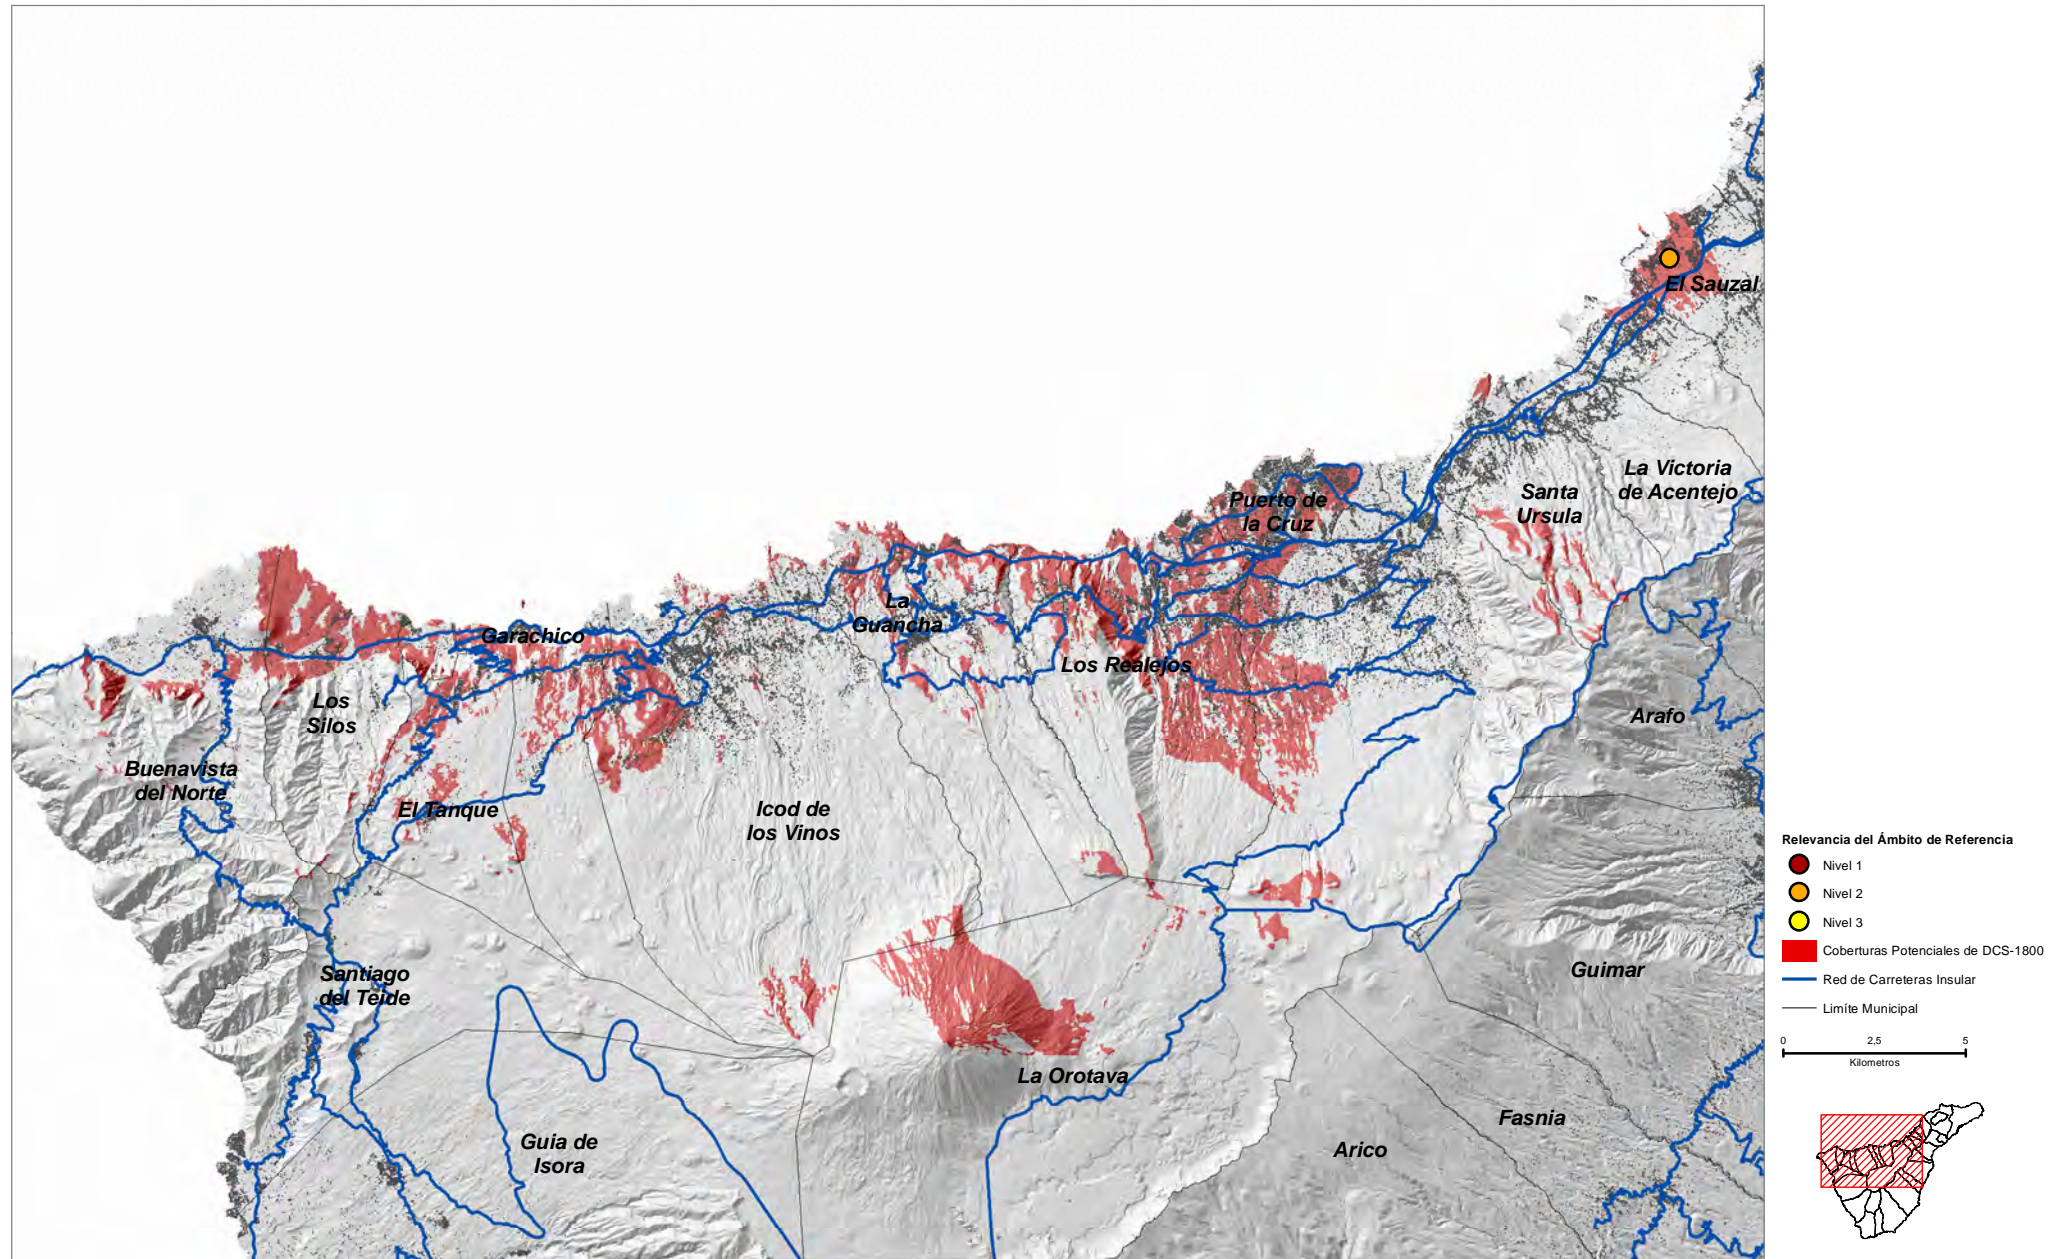 El Sauzal
La Victoria
de Acentejo
Santa
Ursula
Puerto de
la Cruz
La
Guancha
Garachico
Los Realejos
Los
Silos
Arafo
Buenavista
del Norte
El Tanque
Icod de
los Vinos
Santiago
del Teide
Guimar
La Orotava
Guia de
Isora
Fasnia
Arico
Relevancia del Ámbito de Referencia
Nivel 1
Nivel 2
Nivel 3
Coberturas Potenciales de DCS-1800
Red de Carreteras Insular
Limíte Municipal
0 2,5 5
Kilometros